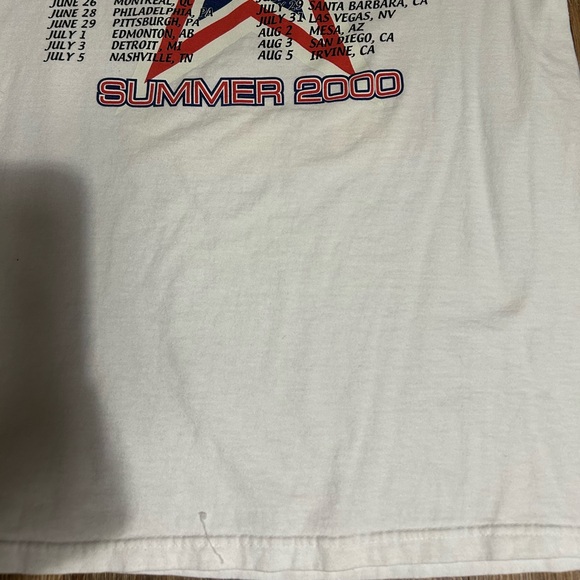 JUNE 26 MONTREAL, QC
JUNE 28 PHILADELPHIA, PA
JUNE 29 PITTSBURGH, PA
JULY 1 EDMONTON, AB
JULY 3 DETROIT, MI
JULY 5 NASHVILLE, TN
SANTA BARBARA, CA
JULY 31 LAS VEGAS, NV
AUG 2 MESA, AZ
AUG 3 SAN DIEGO, CA
AUG 5 IRVINE, CA
SUMMER 2000